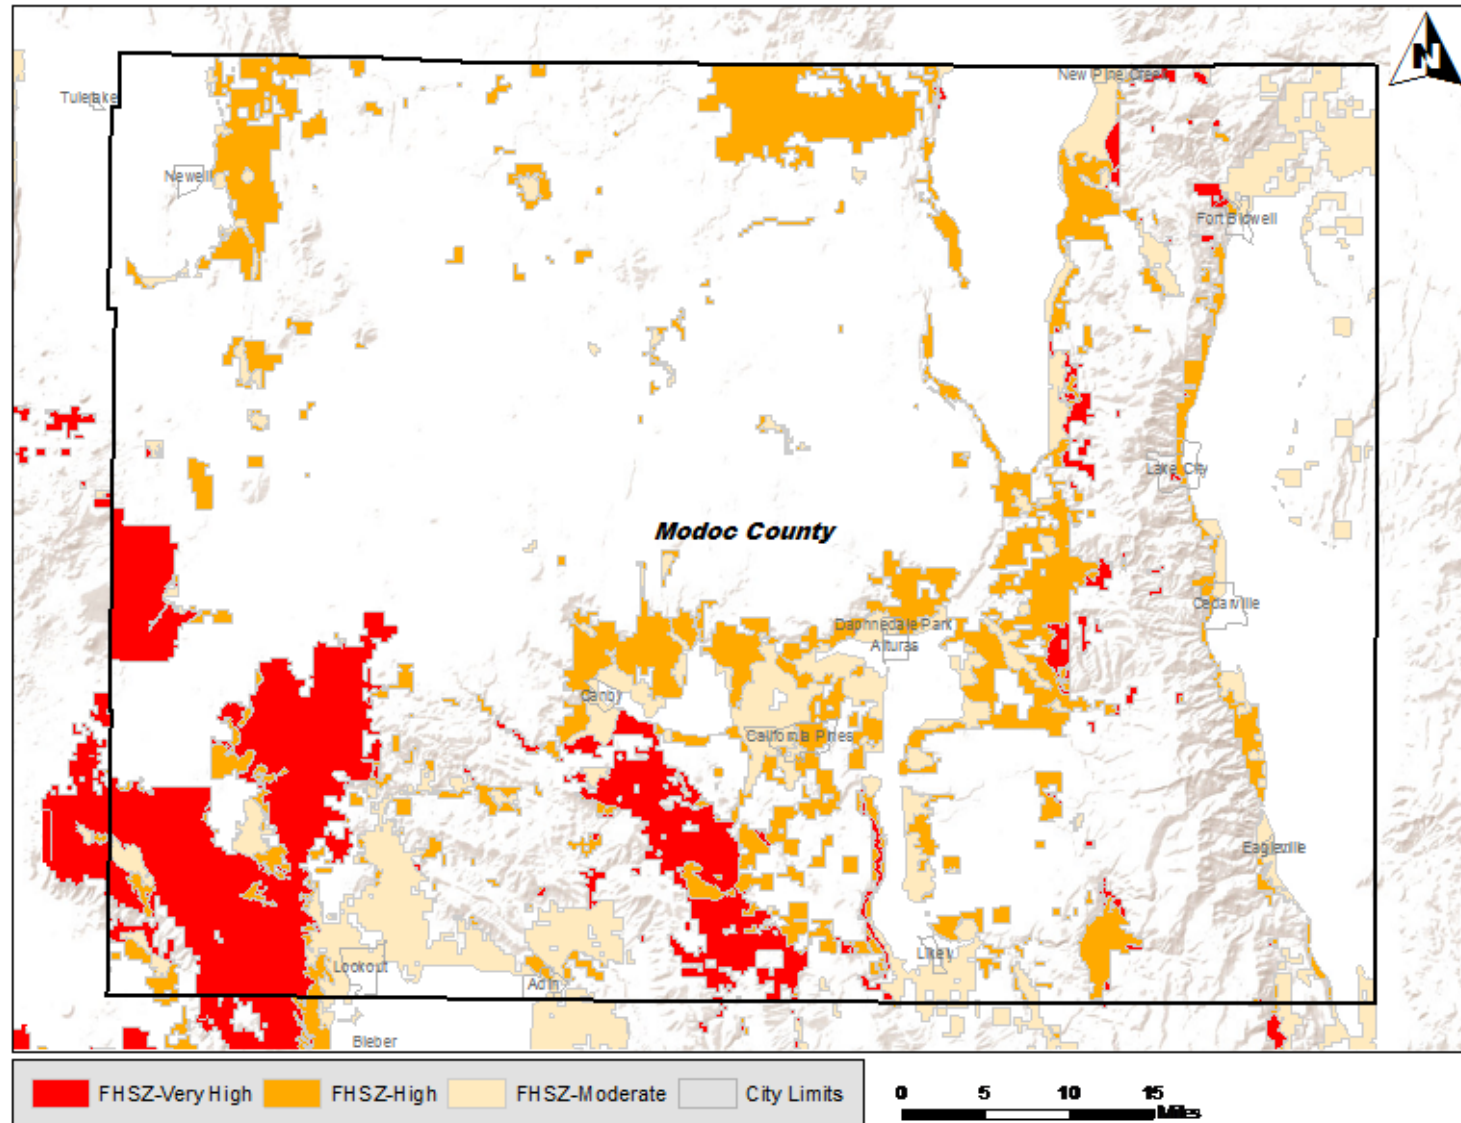 N
New Pine Creek
Tulelake
Newell
Fort Bidwell
Lake City
Modoc County
Cedarville
Daphnedale Park
Alturas
Canby
California Pines
Eagleville
Likely
Lookout
Adin
Bieber
FHSZ-Very High
FHSZ-High
FHSZ-Moderate
City Limits
0 5 10 15
Miles